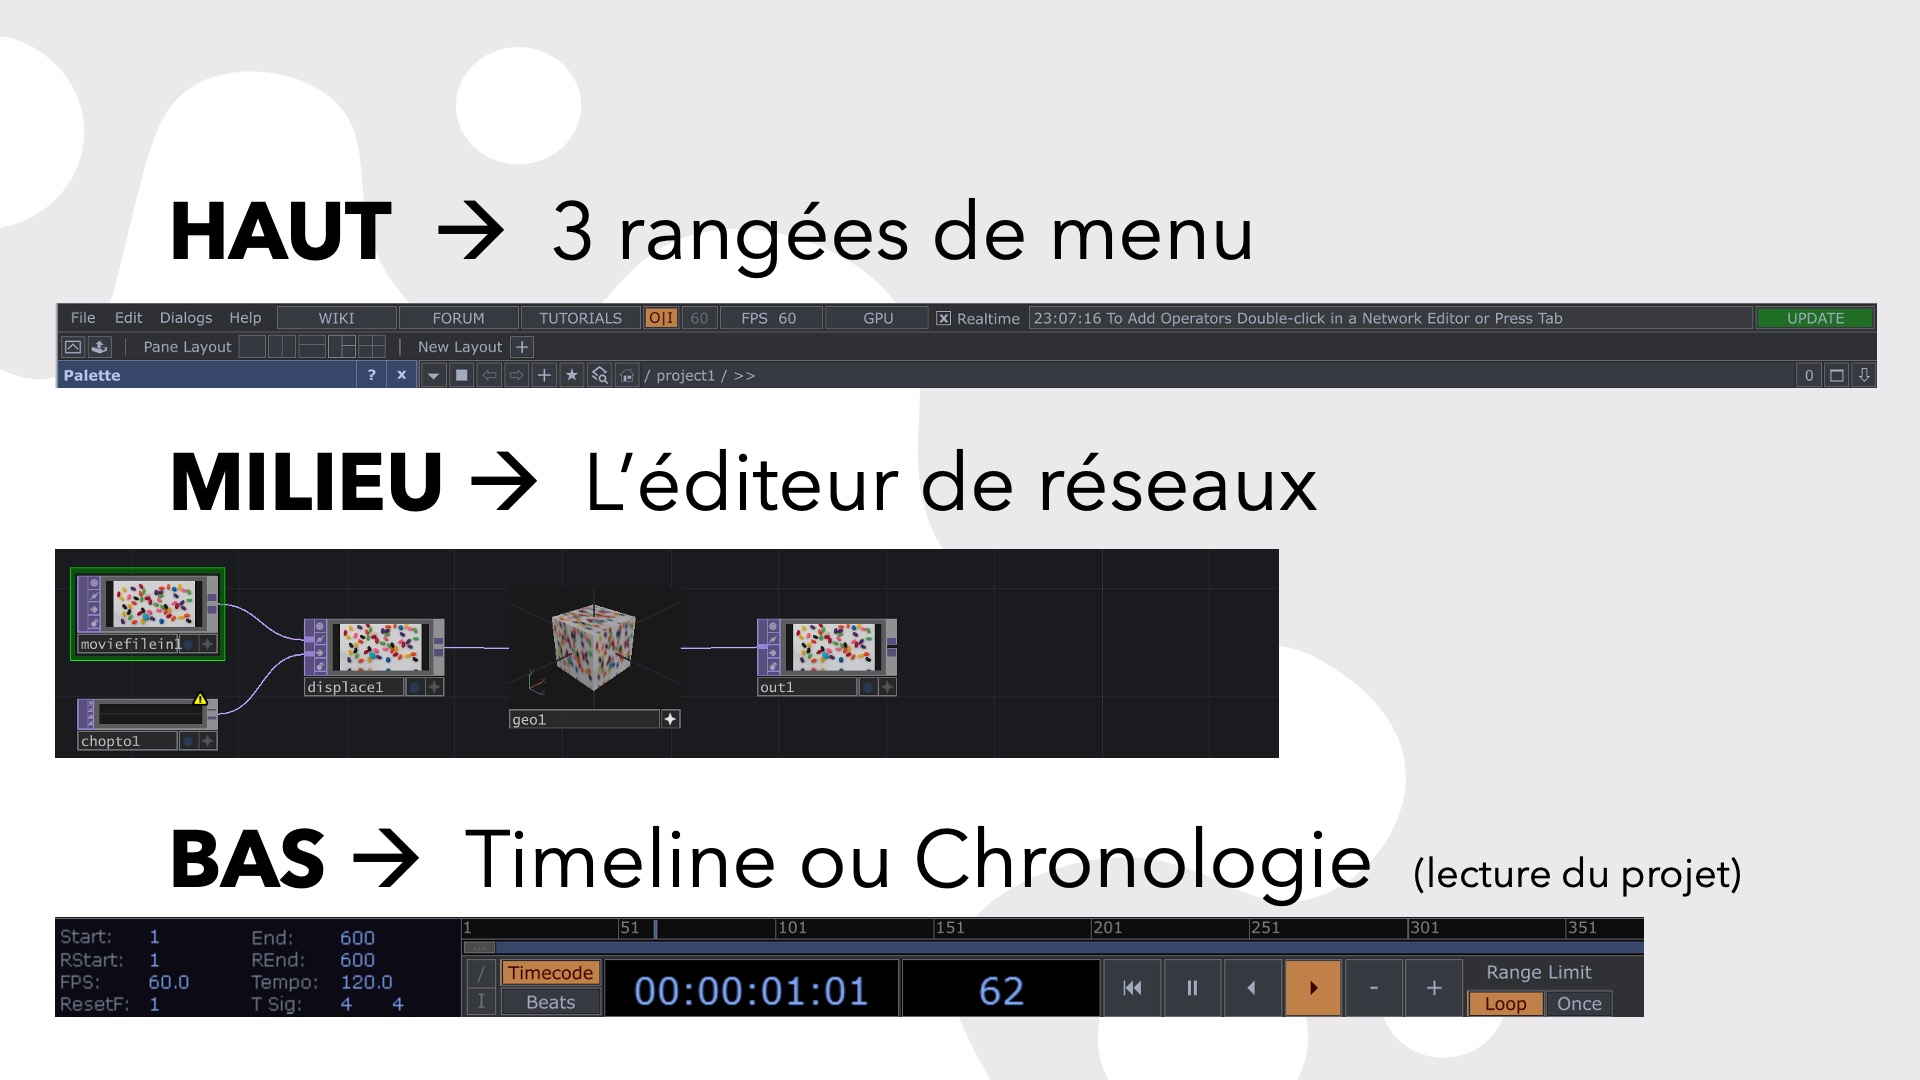 HAUT → 3 rangées de menu
File Edit Dialogs Help WIKI FORUM TUTORIALS O|I 60 FPS 60 GPU Realtime 23:07:16 To Add Operators Double-click in a Network Editor or Press Tab UPDATE
Pane Layout | New Layout +
Palette ? x / project1 / >> 0
MILIEU → L’éditeur de réseaux
moviefilein1
displace1
out1
geo1
chopto1
BAS → Timeline ou Chronologie (lecture du projet)
1 51 101 151 201 251 301 351
Start: 1 End: 600
RStart: 1 REnd: 600
FPS: 60.0 Tempo: 120.0
ResetF: 1 T Sig: 4 4
/ Timecode 00:00:01:01 62 - + Range Limit
I Beats Loop Once